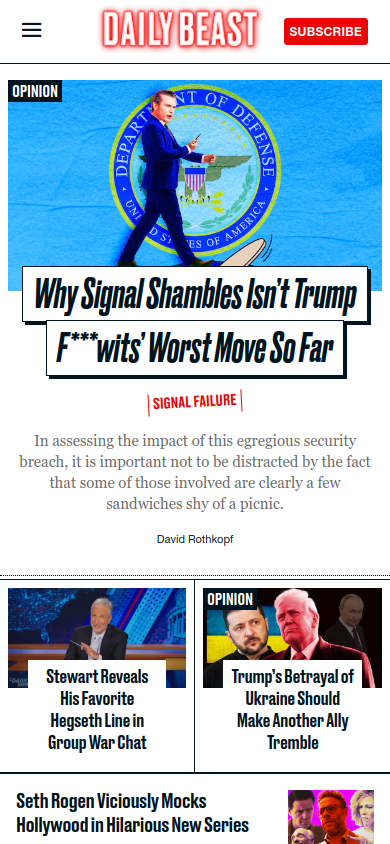 DAILY BEAST
SUBSCRIBE
OPINION
DEPARTMENT OF DEFENSE
UNITED STATES OF AMERICA
Why Signal Shambles Isn't Trump
F***wits' Worst Move So Far
SIGNAL FAILURE
In assessing the impact of this egregious security
breach, it is important not to be distracted by the fact
that some of those involved are clearly a few
sandwiches shy of a picnic.
David Rothkopf
Stewart Reveals
His Favorite
Hegseth Line in
Group War Chat
OPINION
Trump's Betrayal of
Ukraine Should
Make Another Ally
Tremble
Seth Rogen Viciously Mocks
Hollywood in Hilarious New Series